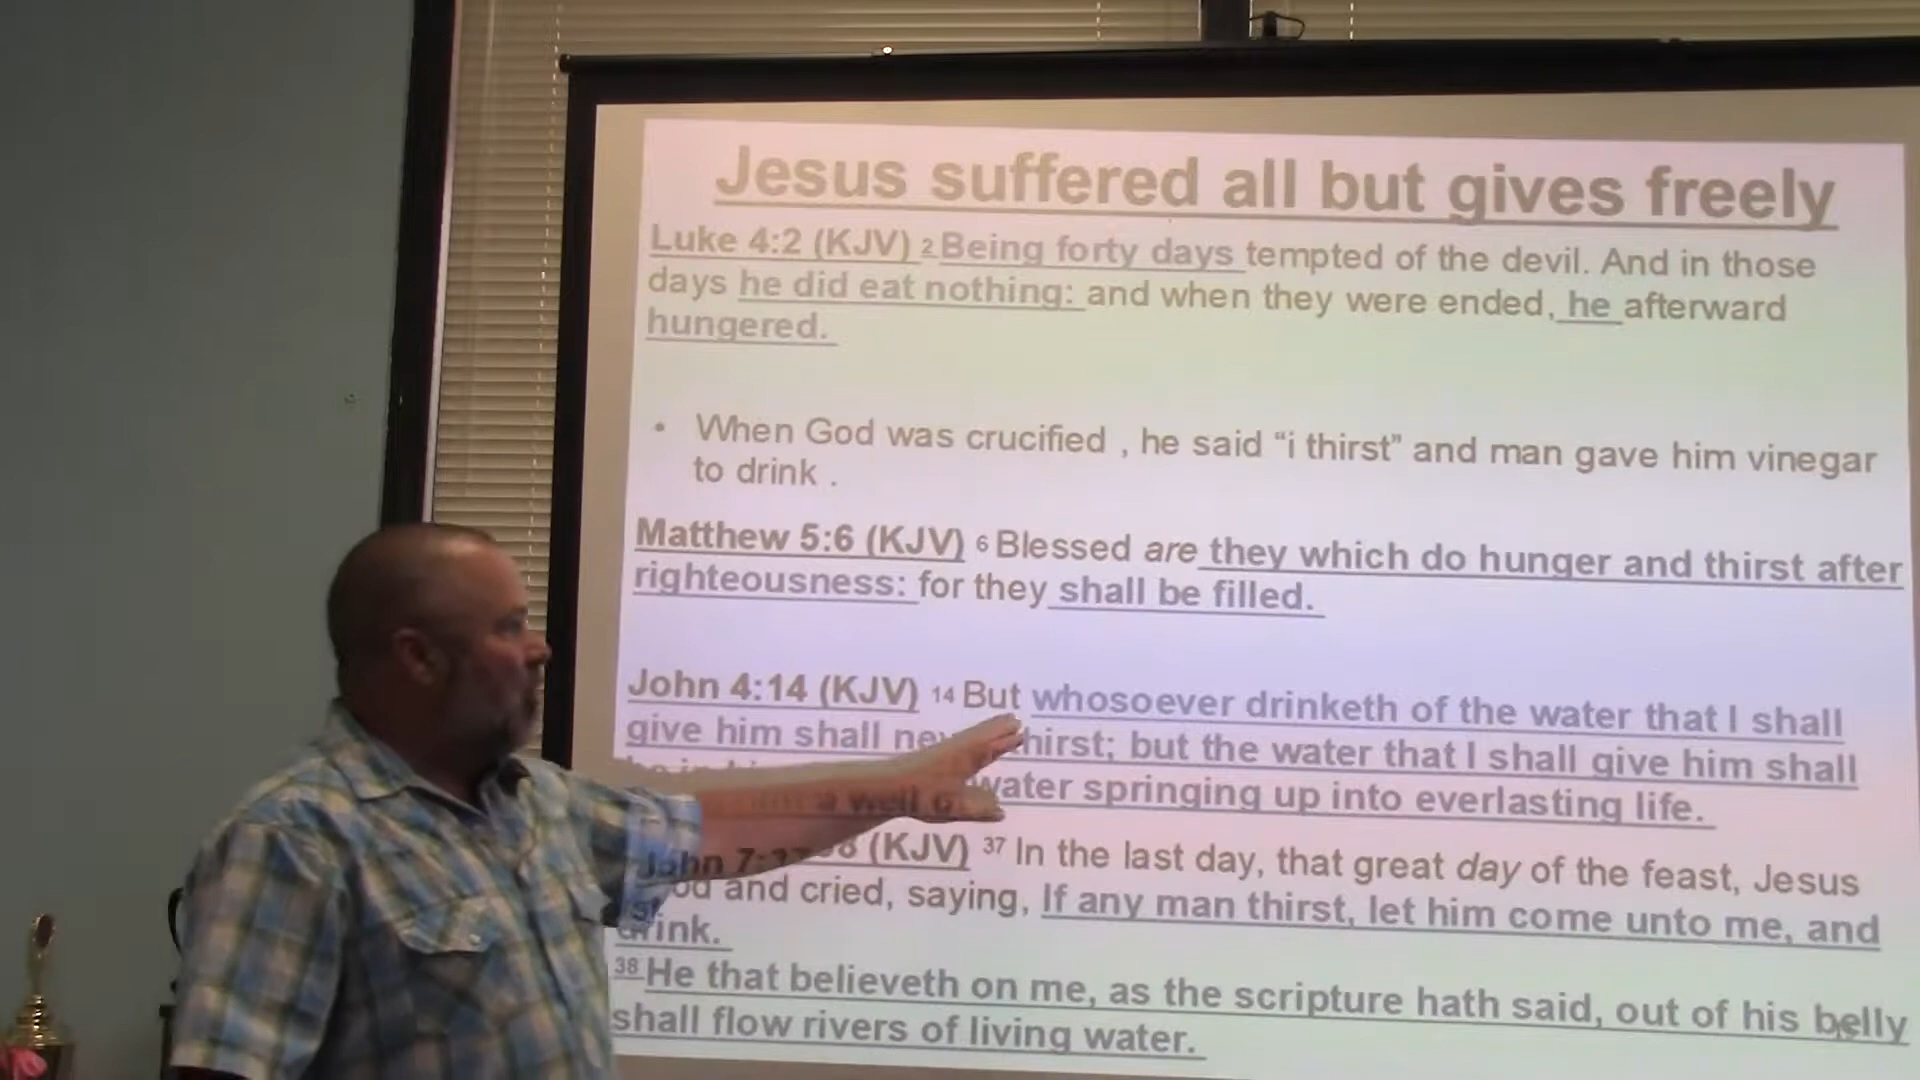 Jesus suffered all but gives freely
Luke 4:2 (KJV) 2 Being forty days tempted of the devil. And in those
days he did eat nothing: and when they were ended, he afterward
hungered.
• When God was crucified , he said “i thirst” and man gave him vinegar
to drink .
Matthew 5:6 (KJV) 6 Blessed are they which do hunger and thirst after
righteousness: for they shall be filled.
John 4:14 (KJV) 14 But whosoever drinketh of the water that I shall
give him shall thirst; but the water that I shall give him shall
a well water springing up into everlasting life.
John (KJV) 37 In the last day, that great day of the feast, Jesus
and cried, saying, If any man thirst, let him come unto me, and
drink.
38 He that believeth on me, as the scripture hath said, out of his belly
shall flow rivers of living water.